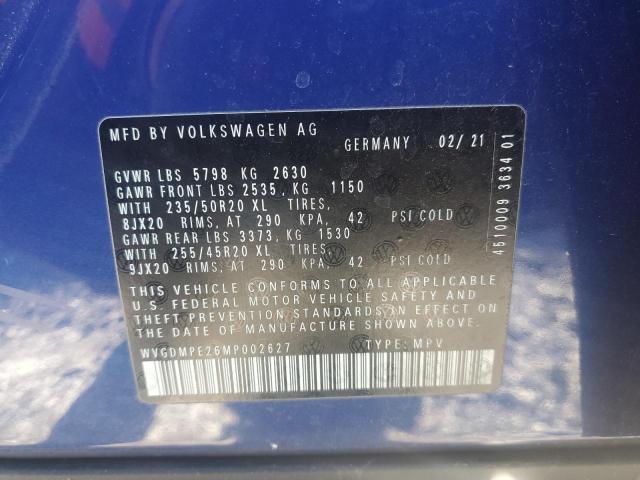 MFD BY VOLKSWAGEN AG
GERMANY 02/ 21
GVWR LBS 5798 KG 2630
GAWR FRONT LBS 2535, KG 1150
WITH 235/50R20 XL TIRES,
8JX20 RIMS, AT 290 KPA, 42 PSI COLD
GAWR REAR LBS 3373, KG 1530
WITH 255/45R20 XL TIRES,
9JX20 RIMS, AT 290 KPA, 42 PSI COLD
THIS VEHICLE CONFORMS TO ALL APPLICABLE
U.S. FEDERAL MOTOR VEHICLE SAFETY AND
THEFT PREVENTION STANDARDS IN EFFECT ON
THE DATE OF MANUFACTURE SHOWN ABOVE.
WVGDMPE26MP002627 TYPE: MPV
4510009 3634 01